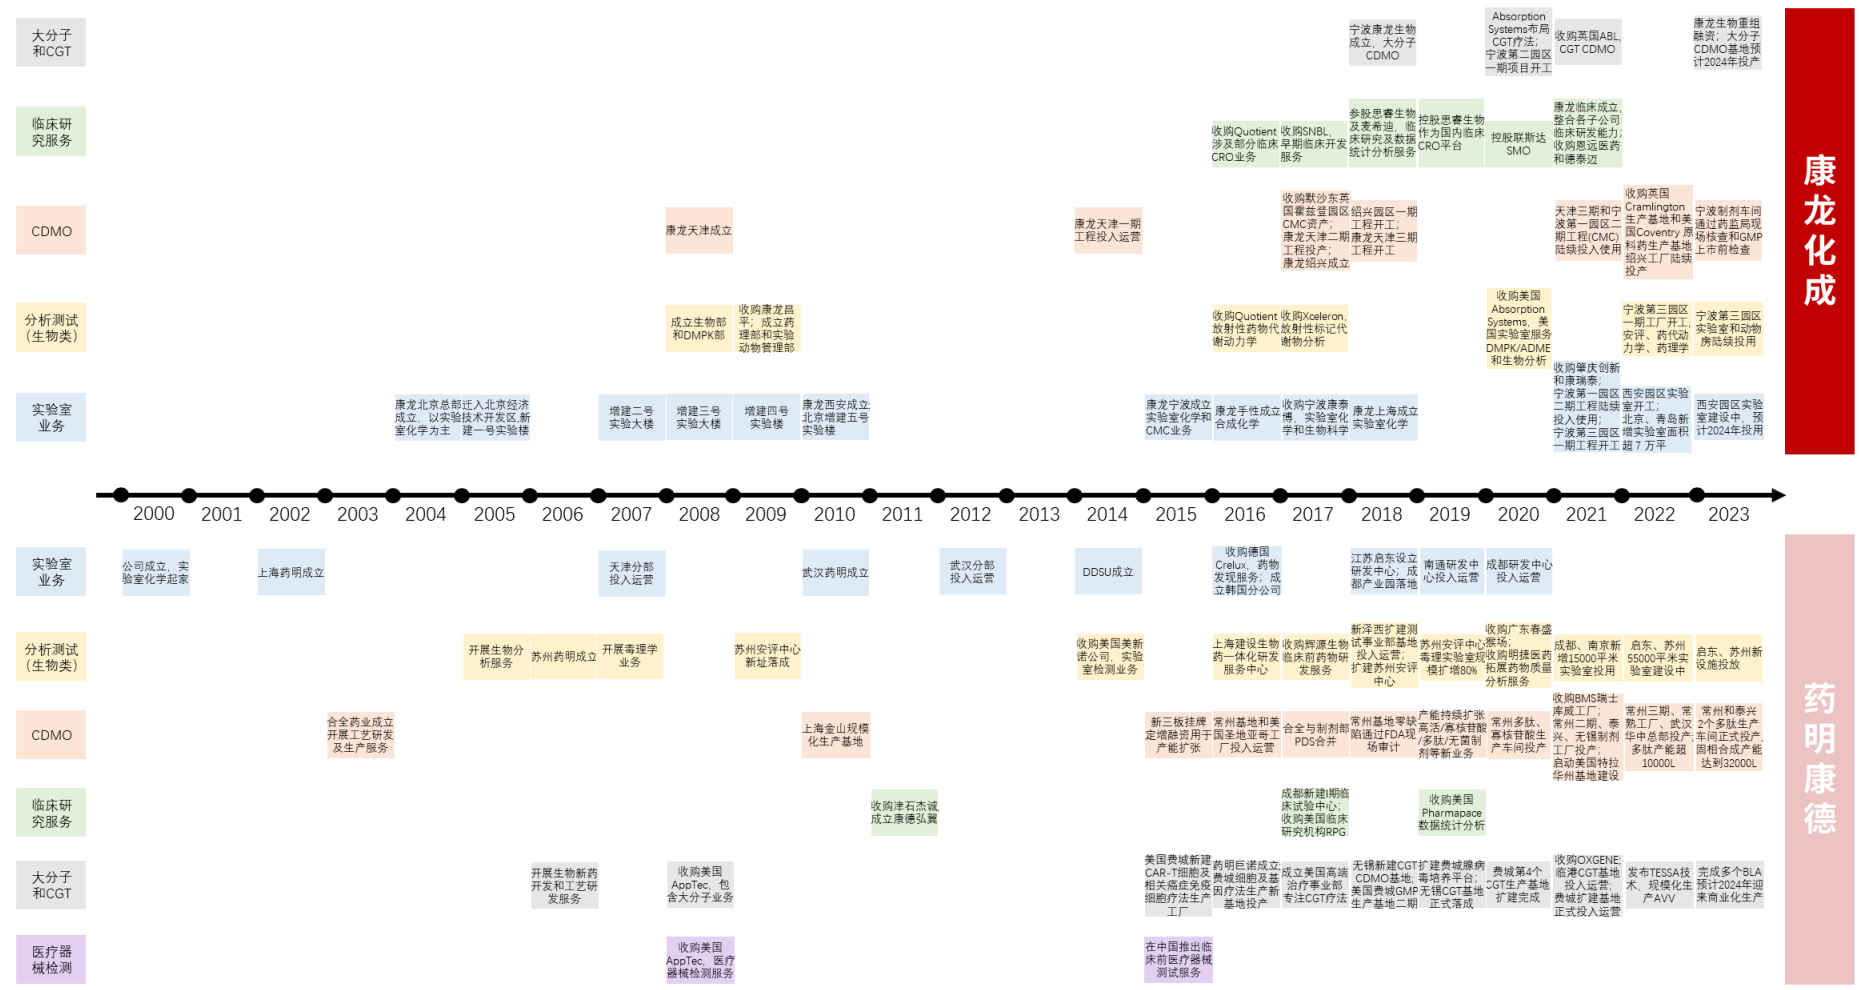 大分子
和CGT
宁波康龙生物
成立，大分子
CDMO
Absorption
Systems布局
CGT疗法；
宁波第二园区
一期项目开工
收购英国ABL,
CGT CDMO
康龙生物重组
融资；大分子
CDMO基地预
计2024年投产
临床研
究服务
收购Quotient
涉及部分临床
CRO业务
收购SNBL，
早期临床开发
服务
参股思睿生物
及麦希迪，临
床研究及数据
统计分析服务
控股思睿生物
作为国内临床
CRO平台
控股联斯达
SMO
康龙临床成立，
整合各子公司
临床研发能力；
收购恩远医药
和德泰迈
CDMO
康龙天津成立
康龙天津一期
工程投入运营
收购默沙东英
国霍兹登园区
CMC资产；
康龙天津二期
工程投产；
康龙绍兴成立
绍兴园区一期
工程开工；
康龙天津三期
工程开工
天津三期和宁
波第一园区二
期工程(CMC)
陆续投入使用
收购英国
Cramlington
生产基地和美
国Coventry 原
料药生产基地
绍兴工厂陆续
投产
宁波制剂车间
通过药监局现
场核查和GMP
上市前检查
分析测试
（生物类）
成立生物部
和DMPK部
收购康龙昌
平；成立药
理部和实验
动物管理部
收购Quotient
放射性药物代
谢动力学
收购Xceleron，
放射性标记代
谢物分析
收购美国
Absorption
Systems，美
国实验室服务
DMPK/ADME
和生物分析
宁波第三园区
一期工厂开工，
安评、药代动
力学、药理学
宁波第三园区
实验室和动物
房陆续投用
实验室
业务
康龙北京总部
成立，以实验
室化学为主
迁入北京经济
技术开发区,新
建一号实验楼
增建二号
实验大楼
增建三号
实验大楼
增建四号
实验楼
康龙西安成立;
北京增建五号
实验楼
康龙宁波成立
实验室化学和
CMC业务
康龙手性成立
合成化学
收购宁波康泰
博，实验室化
学和生物科学
康龙上海成立
实验室化学
收购肇庆创新
和康瑞泰；
宁波第一园区
二期工程陆续
投入使用；
宁波第三园区
一期工程开工
西安园区实验
室开工；
北京、青岛新
增实验室面积
超 7 万平
西安园区实验
室建设中，预
计2024年投用
康龙化成
2000
2001
2002
2003
2004
2005
2006
2007
2008
2009
2010
2011
2012
2013
2014
2015
2016
2017
2018
2019
2020
2021
2022
2023
实验室
业务
公司成立，实
验室化学起家
上海药明成立
天津分部
投入运营
武汉药明成立
武汉分部
投入运营
DDSU成立
收购德国
Crelux，药物
发现服务；成
立韩国分公司
江苏启东设立
研发中心；成
都产业园落地
南通研发中
心投入运营
成都研发中心
投入运营
分析测试
（生物类）
开展生物分
析服务
苏州药明成立
开展毒理学
业务
苏州安评中心
新址落成
收购美国美新
诺公司，实验
室检测业务
上海建设生物
药一体化研发
服务中心
收购辉源生物
临床前药物研
发服务
新泽西扩建测
试事业部基地
投入运营；
扩建苏州安评
中心
苏州安评中心
毒理实验室规
模扩增80%
收购广东春盛
猴场；
收购明捷医药
拓展药物质量
分析服务
成都、南京新
增15000平米
实验室投用
启东、苏州
55000平米实
验室建设中
启东、苏州新
设施投放
CDMO
合全药业成立
开展工艺研发
及生产服务
上海金山规模
化生产基地
新三板挂牌
定增融资用于
产能扩张
常州基地和美
国圣地亚哥工
厂投入运营
合全与制剂部
PDS合并
常州基地零缺
陷通过FDA现
场审计
产能持续扩张
高活/寡核苷酸
/多肽/无菌制
剂等新业务
常州多肽、
寡核苷酸生
产车间投产
收购BMS瑞士
库威工厂；
常州二期、泰
兴、无锡制剂
工厂投产；
启动美国特拉
华州基地建设
常州三期、常
熟工厂、武汉
华中总部投产;
多肽产能超
10000L
常州和泰兴
2个多肽生产
车间正式投产,
固相合成产能
达到32000L
临床研
究服务
收购津石杰诚,
成立康德弘翼
成都新建I期临
床试验中心；
收购美国临床
研究机构RPG
收购美国
Pharmapace
数据统计分析
大分子
和CGT
开展生物新药
开发和工艺研
发服务
收购美国
AppTec，包
含大分子业务
美国费城新建
CAR-T细胞及
相关癌症免疫
细胞疗法生产
工厂
药明巨诺成立;
费城细胞及基
因疗法生产新
基地投产
成立美国高端
治疗事业部
专注CGT疗法
无锡新建CGT
CDMO基地;
美国费城GMP
生产基地二期
扩建费城腺病
毒培养平台；
无锡CGT基地
正式落成
费城第4个
CGT生产基地
扩建完成
收购OXGENE;
临港CGT基地
投入运营；
费城扩建基地
正式投入运营
发布TESSA技
术，规模化生
产AVV
完成多个BLA
预计2024年迎
来商业化生产
医疗器
械检测
收购美国
AppTec，医疗
器械检测服务
在中国推出临
床前医疗器械
测试服务
药明康德